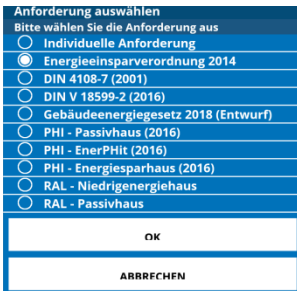 Anforderung auswählen
Bitte wählen Sie die Anforderung aus
Individuelle Anforderung
Energieeinsparverordnung 2014
DIN 4108-7 (2001)
DIN V 18599-2 (2016)
Gebäudeenergiegesetz 2018 (Entwurf)
PHI - Passivhaus (2016)
PHI - EnerPHit (2016)
PHI - Energiesparhaus (2016)
RAL - Niedrigenergiehaus
RAL - Passivhaus
OK
ABBRECHEN